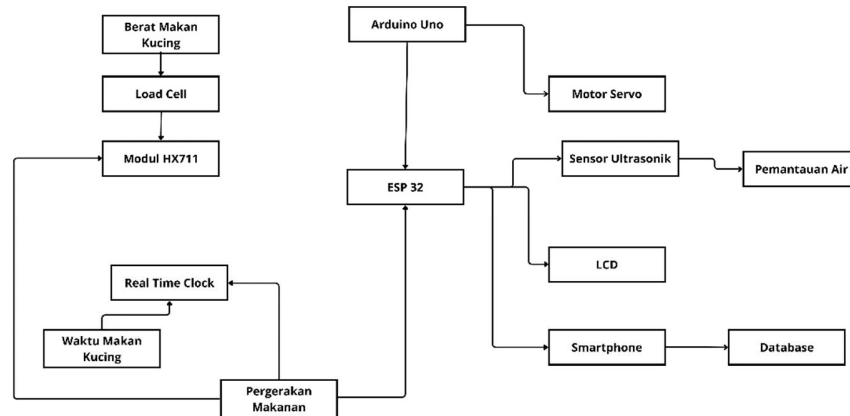 Berat Makan
Kucing
Arduino Uno
Load Cell
Motor Servo
Modul HX711
Sensor Ultrasonik
Pemantauan Air
ESP 32
Real Time Clock
LCD
Waktu Makan
Kucing
Smartphone
Database
Pergerakan
Makanan